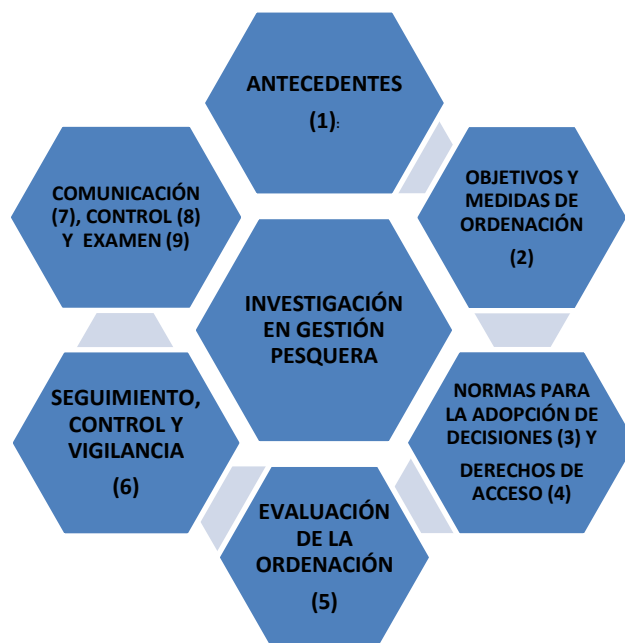 ANTECEDENTES
(1):
OBJETIVOS Y
MEDIDAS DE
ORDENACIÓN
(2)
NORMAS PARA
LA ADOPCIÓN DE
DECISIONES (3) Y
DERECHOS DE
ACCESO (4)
EVALUACIÓN
DE LA
ORDENACIÓN
(5)
SEGUIMIENTO,
CONTROL Y
VIGILANCIA
(6)
COMUNICACIÓN
(7), CONTROL (8)
Y EXAMEN (9)
INVESTIGACIÓN
EN GESTIÓN
PESQUERA